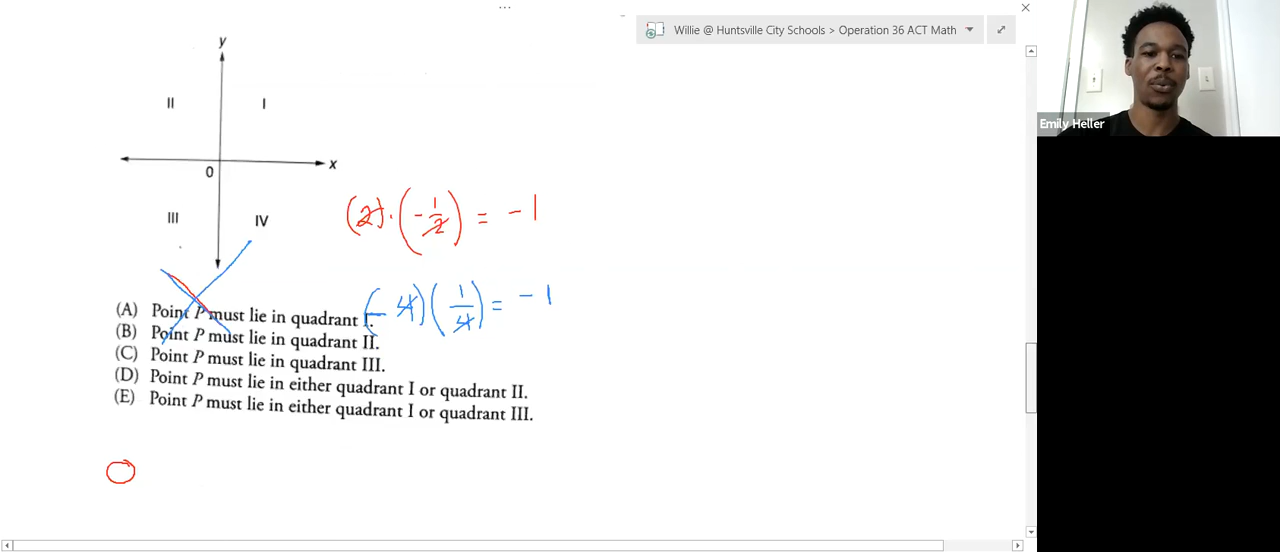 Willie @ Huntsville City Schools > Operation 36 ACT Math
Emily Heller
y
II I
x
0
III IV
(2)·(-1/2) = -1
(-4)(1/4) = -1
(A) Point P must lie in quadrant I.
(B) Point P must lie in quadrant II.
(C) Point P must lie in quadrant III.
(D) Point P must lie in either quadrant I or quadrant II.
(E) Point P must lie in either quadrant I or quadrant III.